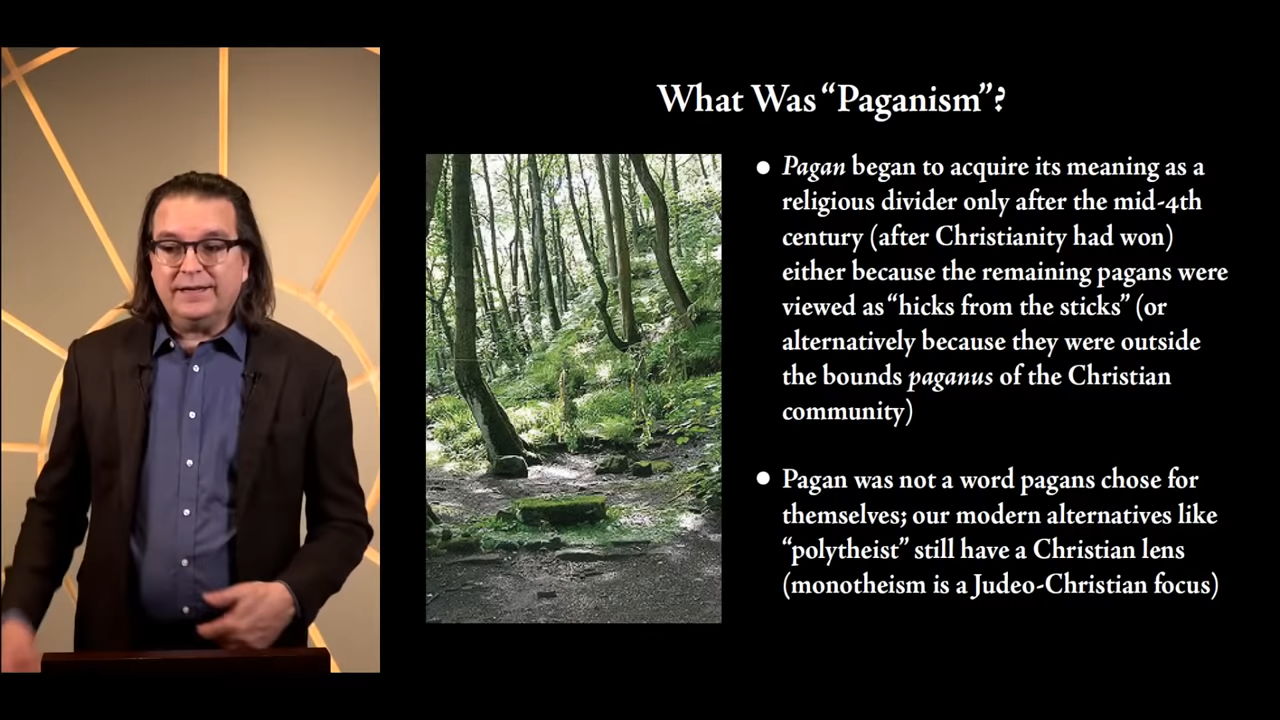 What Was “Paganism”?
• Pagan began to acquire its meaning as a
religious divider only after the mid-4th
century (after Christianity had won)
either because the remaining pagans were
viewed as “hicks from the sticks” (or
alternatively because they were outside
the bounds paganus of the Christian
community)
• Pagan was not a word pagans chose for
themselves; our modern alternatives like
“polytheist” still have a Christian lens
(monotheism is a Judeo-Christian focus)